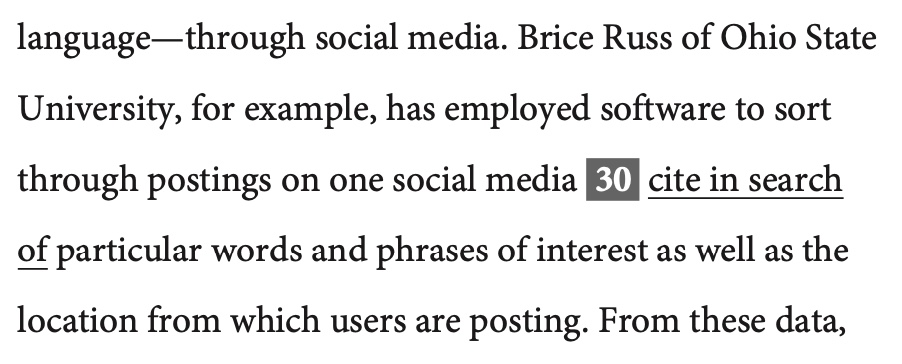 language—through social media. Brice Russ of Ohio State
University, for example, has employed software to sort
through postings on one social media 30 cite in search
of particular words and phrases of interest as well as the
location from which users are posting. From these data,